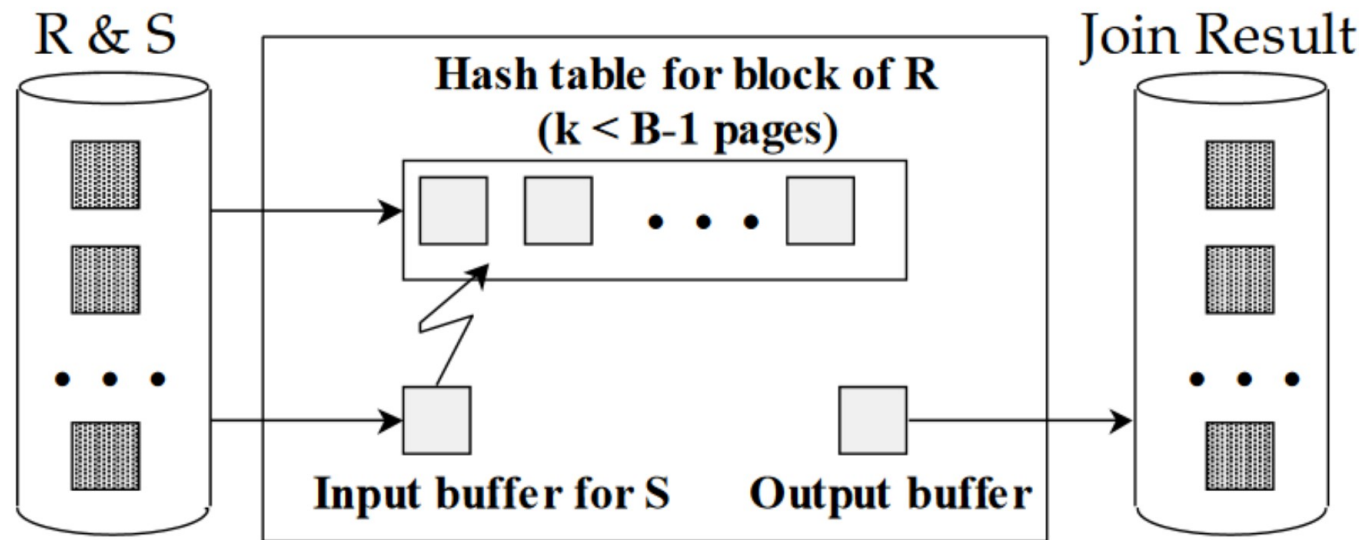 R & S
Join Result
Hash table for block of R
(k < B-1 pages)
Input buffer for S
Output buffer